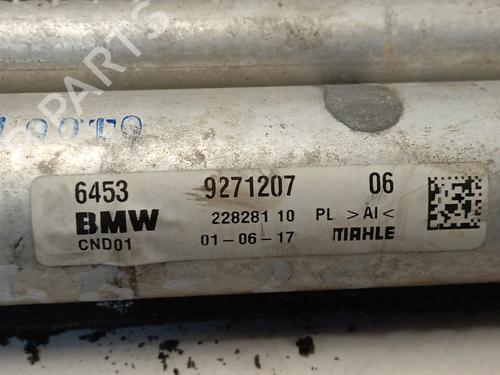 6453 9271207 06
BMW 228281 10 PL >AI<
CND01 01-06-17 MAHLE